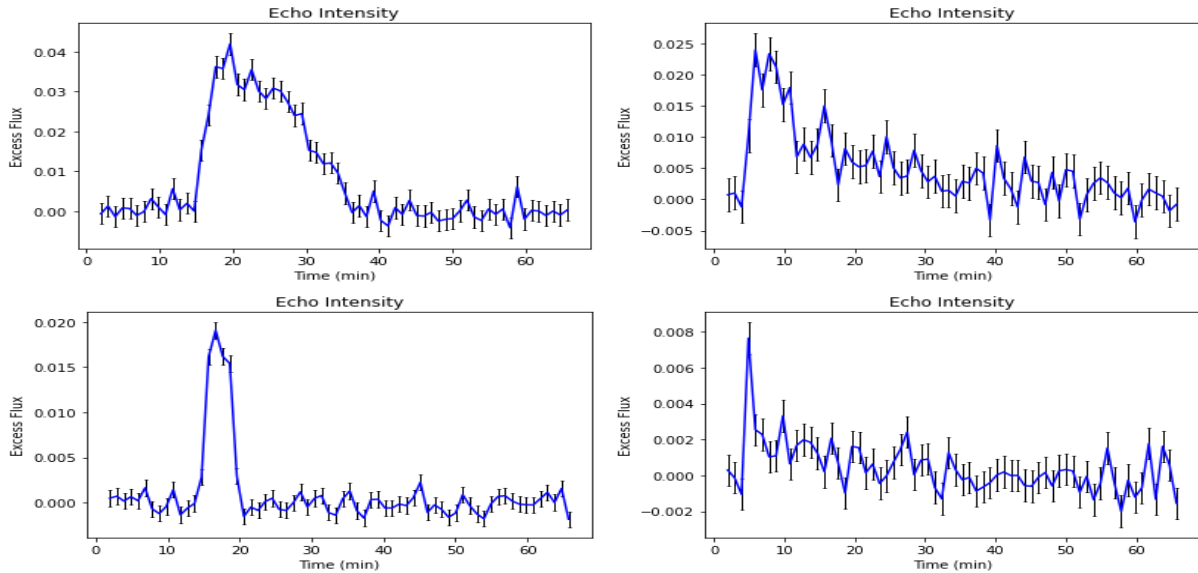 Echo Intensity
0.04
0.03
0.02
0.01
0.00
Excess Flux
0 10 20 30 40 50 60
Time (min)
Echo Intensity
0.025
0.020
0.015
0.010
0.005
0.000
−0.005
Excess Flux
0 10 20 30 40 50 60
Time (min)
Echo Intensity
0.020
0.015
0.010
0.005
0.000
Excess Flux
0 10 20 30 40 50 60
Time (min)
Echo Intensity
0.008
0.006
0.004
0.002
0.000
−0.002
Excess Flux
0 10 20 30 40 50 60
Time (min)